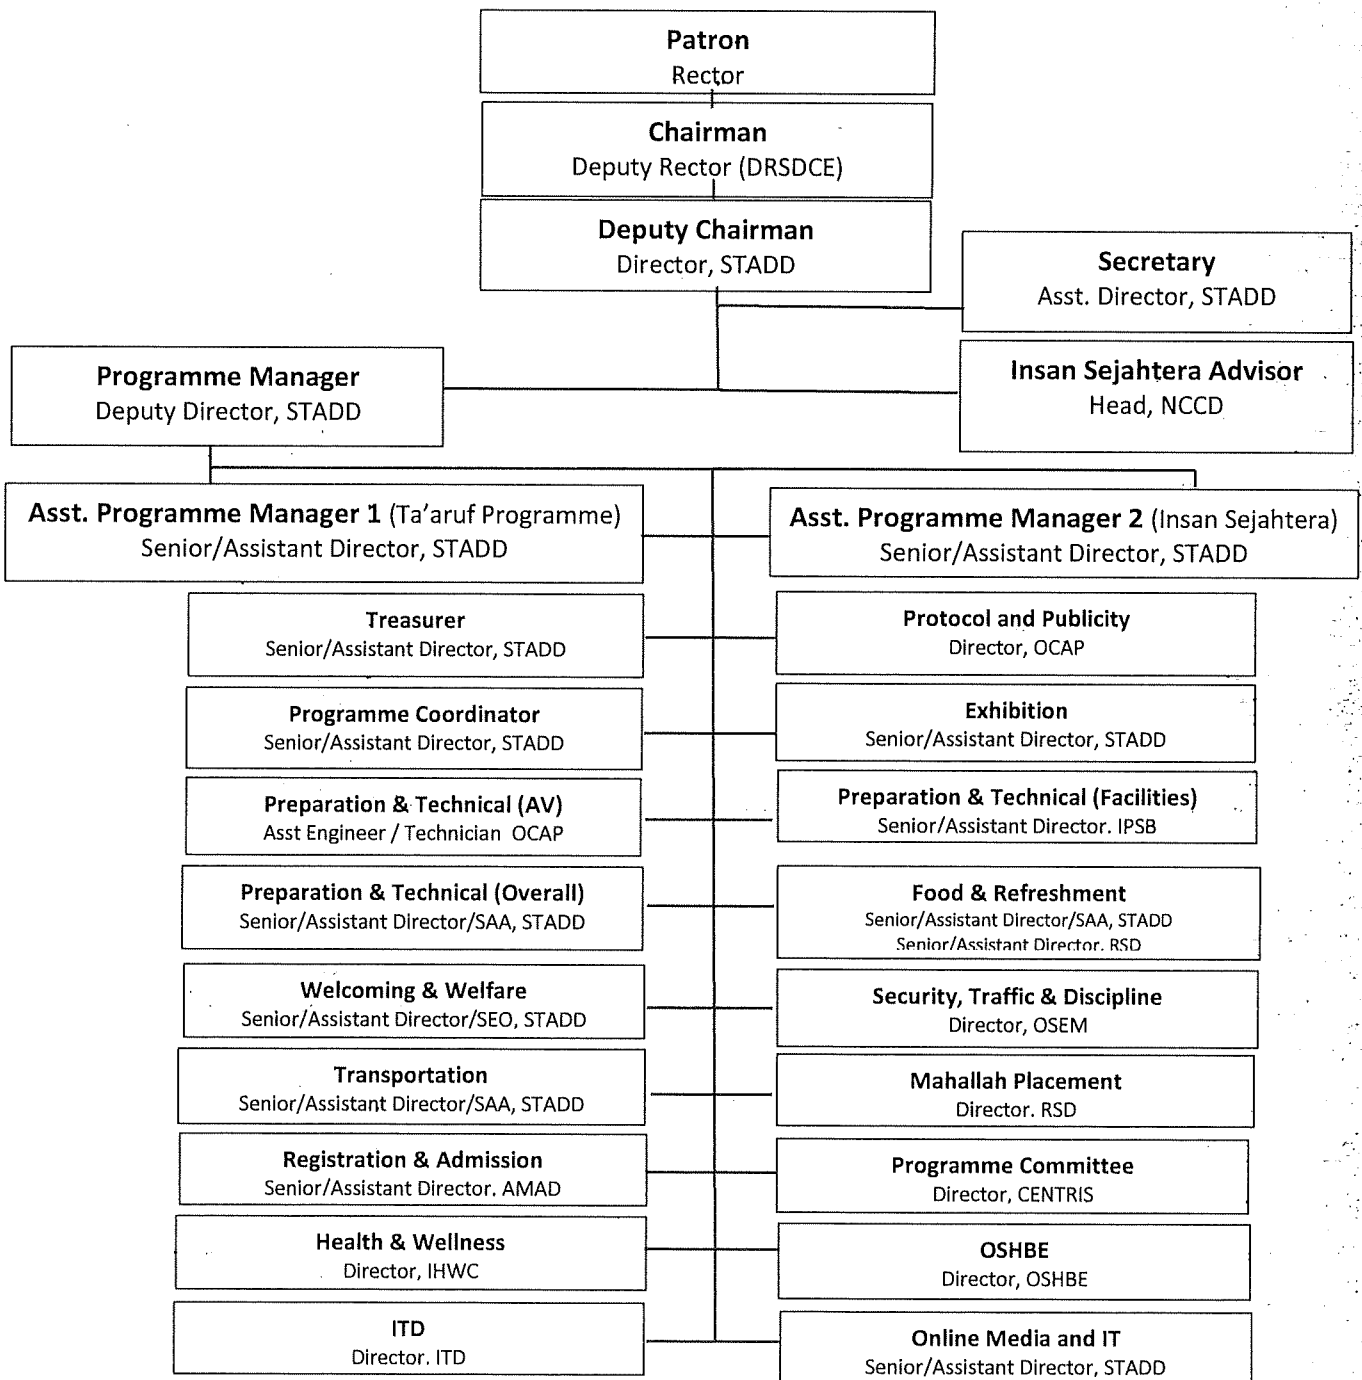 Patron
Rector
Chairman
Deputy Rector (DRSDCE)
Deputy Chairman
Director, STADD
Secretary
Asst. Director, STADD
Programme Manager
Deputy Director, STADD
Insan Sejahtera Advisor
Head, NCCD
Asst. Programme Manager 1 (Ta'aruf Programme)
Senior/Assistant Director, STADD
Asst. Programme Manager 2 (Insan Sejahtera)
Senior/Assistant Director, STADD
Treasurer
Senior/Assistant Director, STADD
Protocol and Publicity
Director, OCAP
Programme Coordinator
Senior/Assistant Director, STADD
Exhibition
Senior/Assistant Director, STADD
Preparation & Technical (AV)
Asst Engineer / Technician OCAP
Preparation & Technical (Facilities)
Senior/Assistant Director. IPSB
Preparation & Technical (Overall)
Senior/Assistant Director/SAA, STADD
Food & Refreshment
Senior/Assistant Director/SAA, STADD
Senior/Assistant Director. RSD
Welcoming & Welfare
Senior/Assistant Director/SEO, STADD
Security, Traffic & Discipline
Director, OSEM
Transportation
Senior/Assistant Director/SAA, STADD
Mahallah Placement
Director. RSD
Registration & Admission
Senior/Assistant Director. AMAD
Programme Committee
Director, CENTRIS
Health & Wellness
Director, IHWC
OSHBE
Director, OSHBE
ITD
Director. ITD
Online Media and IT
Senior/Assistant Director, STADD